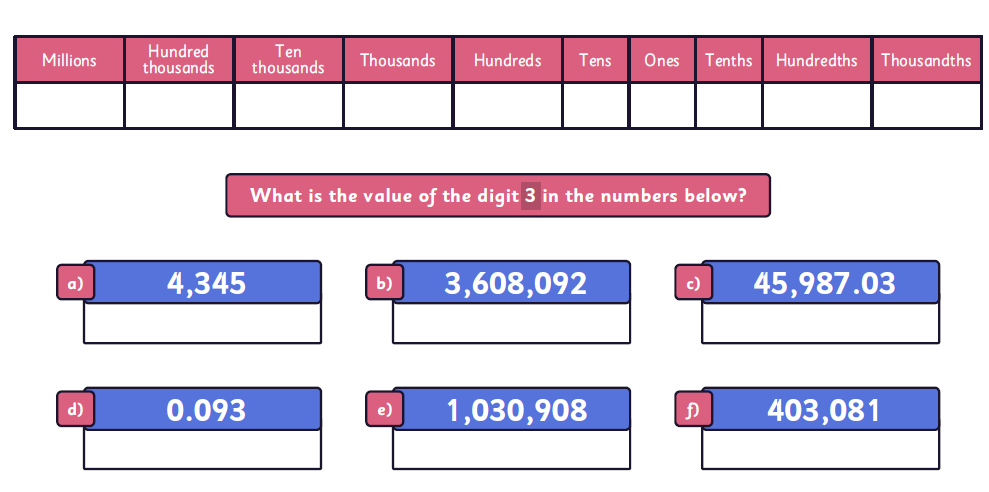 Millions Hundred thousands Ten thousands Thousands Hundreds Tens Ones Tenths Hundredths Thousandths
What is the value of the digit 3 in the numbers below?
a) 4,345 b) 3,608,092 c) 45,987.03
d) 0.093 e) 1,030,908 f) 403,081